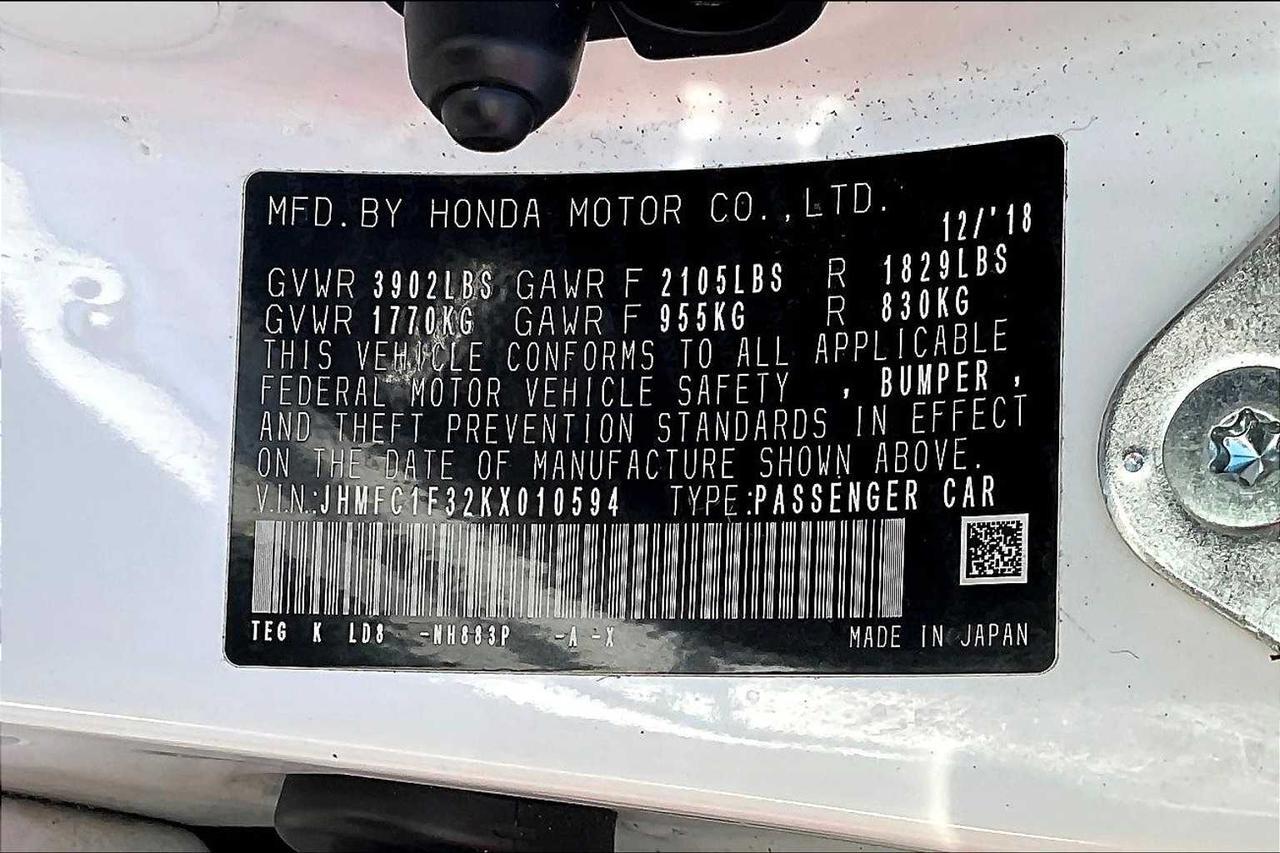 MFD. BY HONDA MOTOR CO., LTD.
12/'18
GVWR 3902LBS GAWR F 2105LBS R 1829LBS
GVWR 1770KG GAWR F 955KG R 830KG
THIS VEHICLE CONFORMS TO ALL APPLICABLE
FEDERAL MOTOR VEHICLE SAFETY , BUMPER ,
AND THEFT PREVENTION STANDARDS IN EFFECT
ON THE DATE OF MANUFACTURE SHOWN ABOVE.
V.I.N.:JHMFC1F32KX010594 TYPE:PASSENGER CAR
TEG K LD8 -NH883P -A -X
MADE IN JAPAN